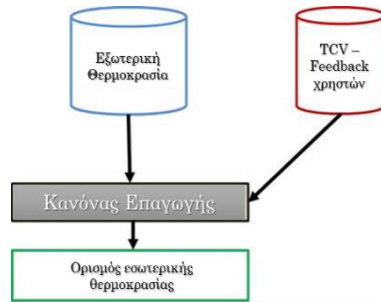 Εξωτερική
Θερμοκρασία
TCV –
Feedback
χρηστών
Κανόνας Επαγωγής
Ορισμός εσωτερικής
θερμοκρασίας